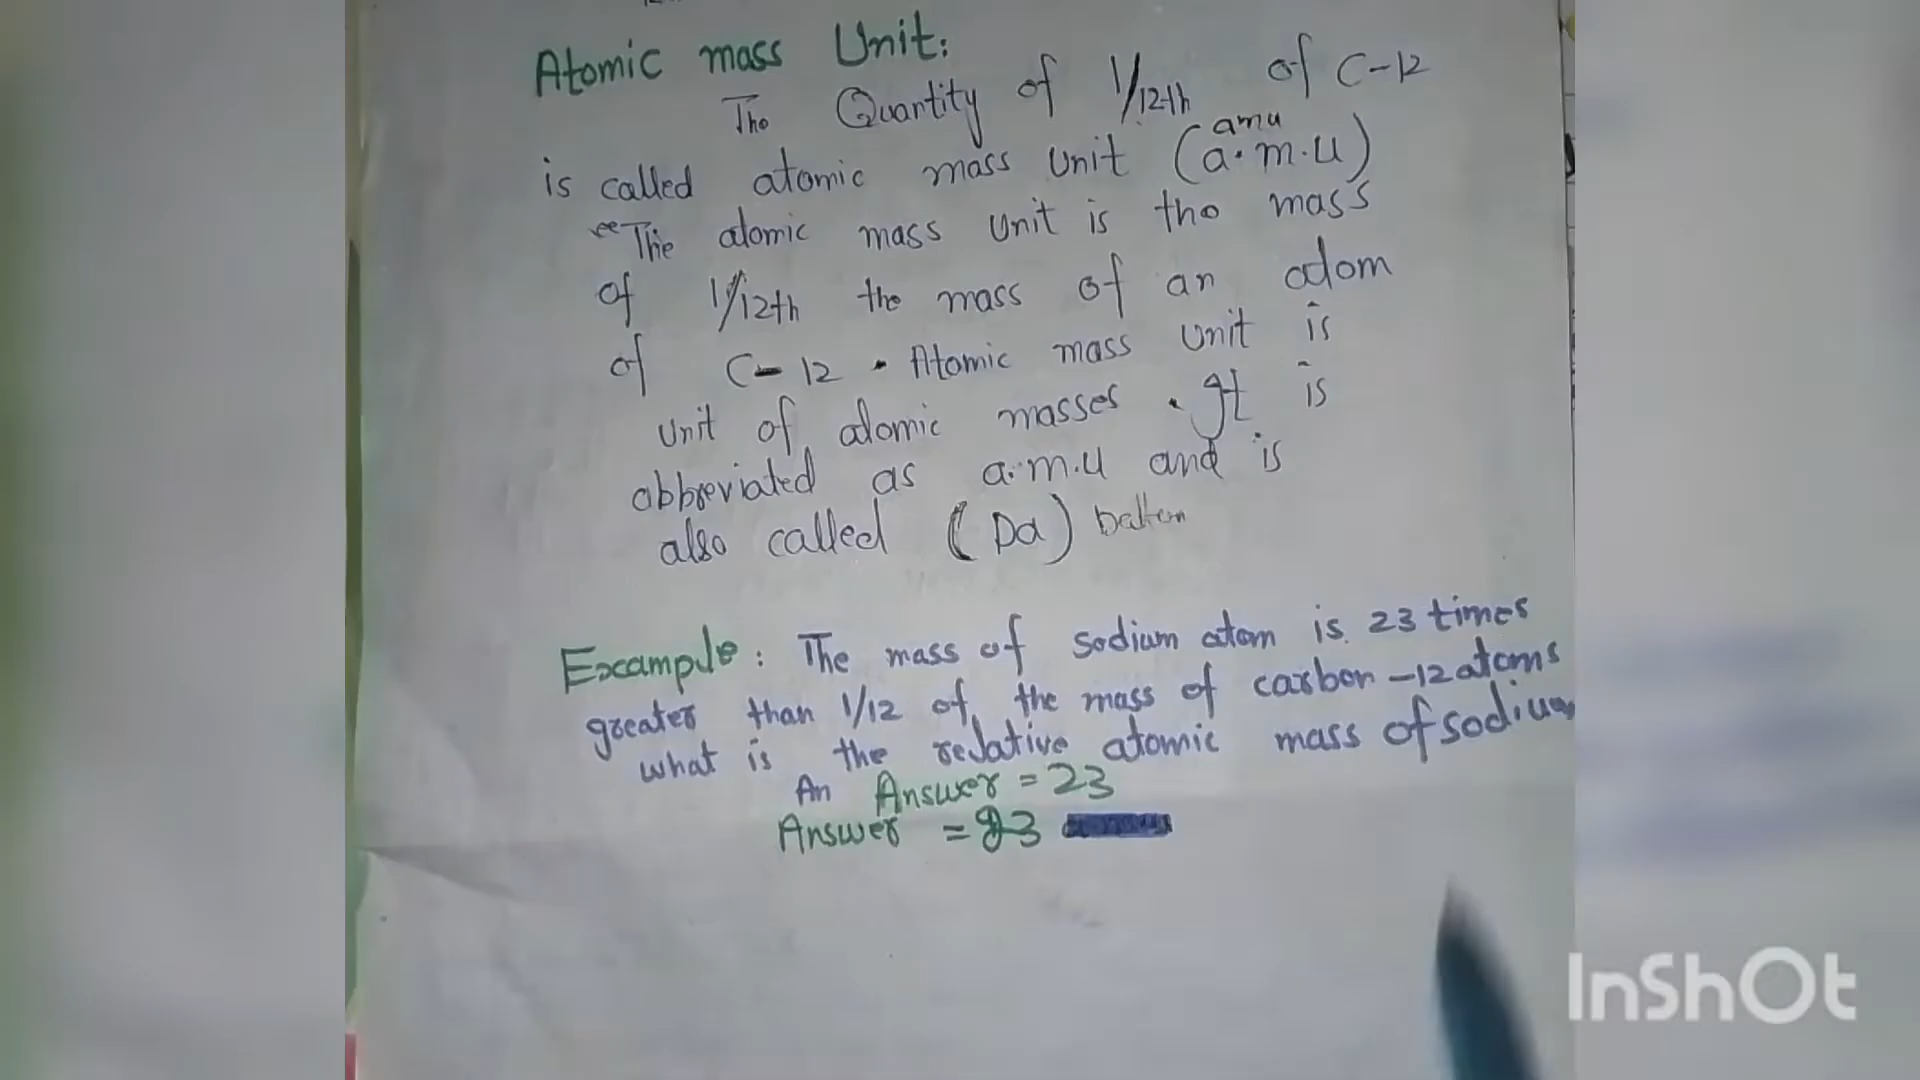 Atomic mass Unit:
The Quantity of 1/12th of C-12
amu
is called atomic mass Unit (a.m.u)
"The atomic mass Unit is the mass
of 1/12th the mass of an atom
of C-12. Atomic mass Unit is
Unit of atomic masses. It is
abbreviated as a.m.u and is
also called (Da) Dalton
Example: The mass of sodium atom is 23 times
greater than 1/12 of the mass of carbon-12 atoms
what is the relative atomic mass of sodium
An Answer = 23
Answer = 23
InShOt